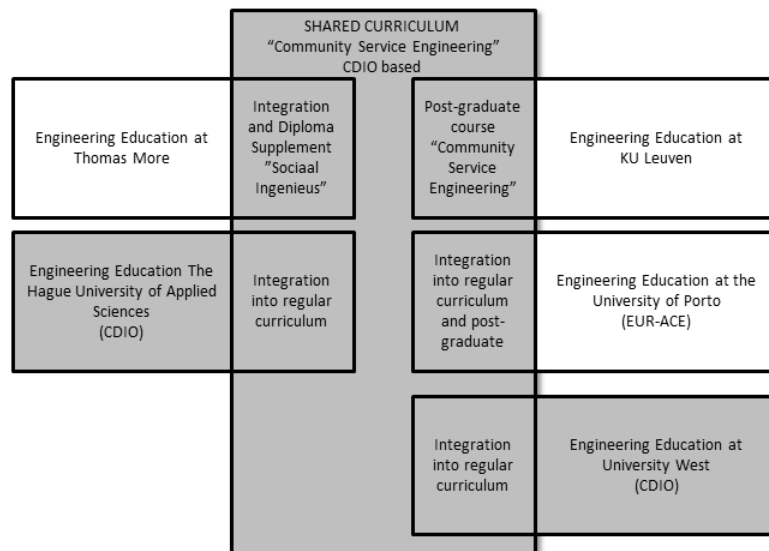 SHARED CURRICULUM
“Community Service Engineering”
CDIO based
Engineering Education at
Thomas More
Integration
and Diploma
Supplement
”Sociaal
Ingenieus”
Post-graduate
course
“Community
Service
Engineering”
Engineering Education at
KU Leuven
Engineering Education The
Hague University of Applied
Sciences
(CDIO)
Integration
into regular
curriculum
Integration
into regular
curriculum
and post-
graduate
Engineering Education at the
University of Porto
(EUR-ACE)
Integration
into regular
curriculum
Engineering Education at
University West
(CDIO)